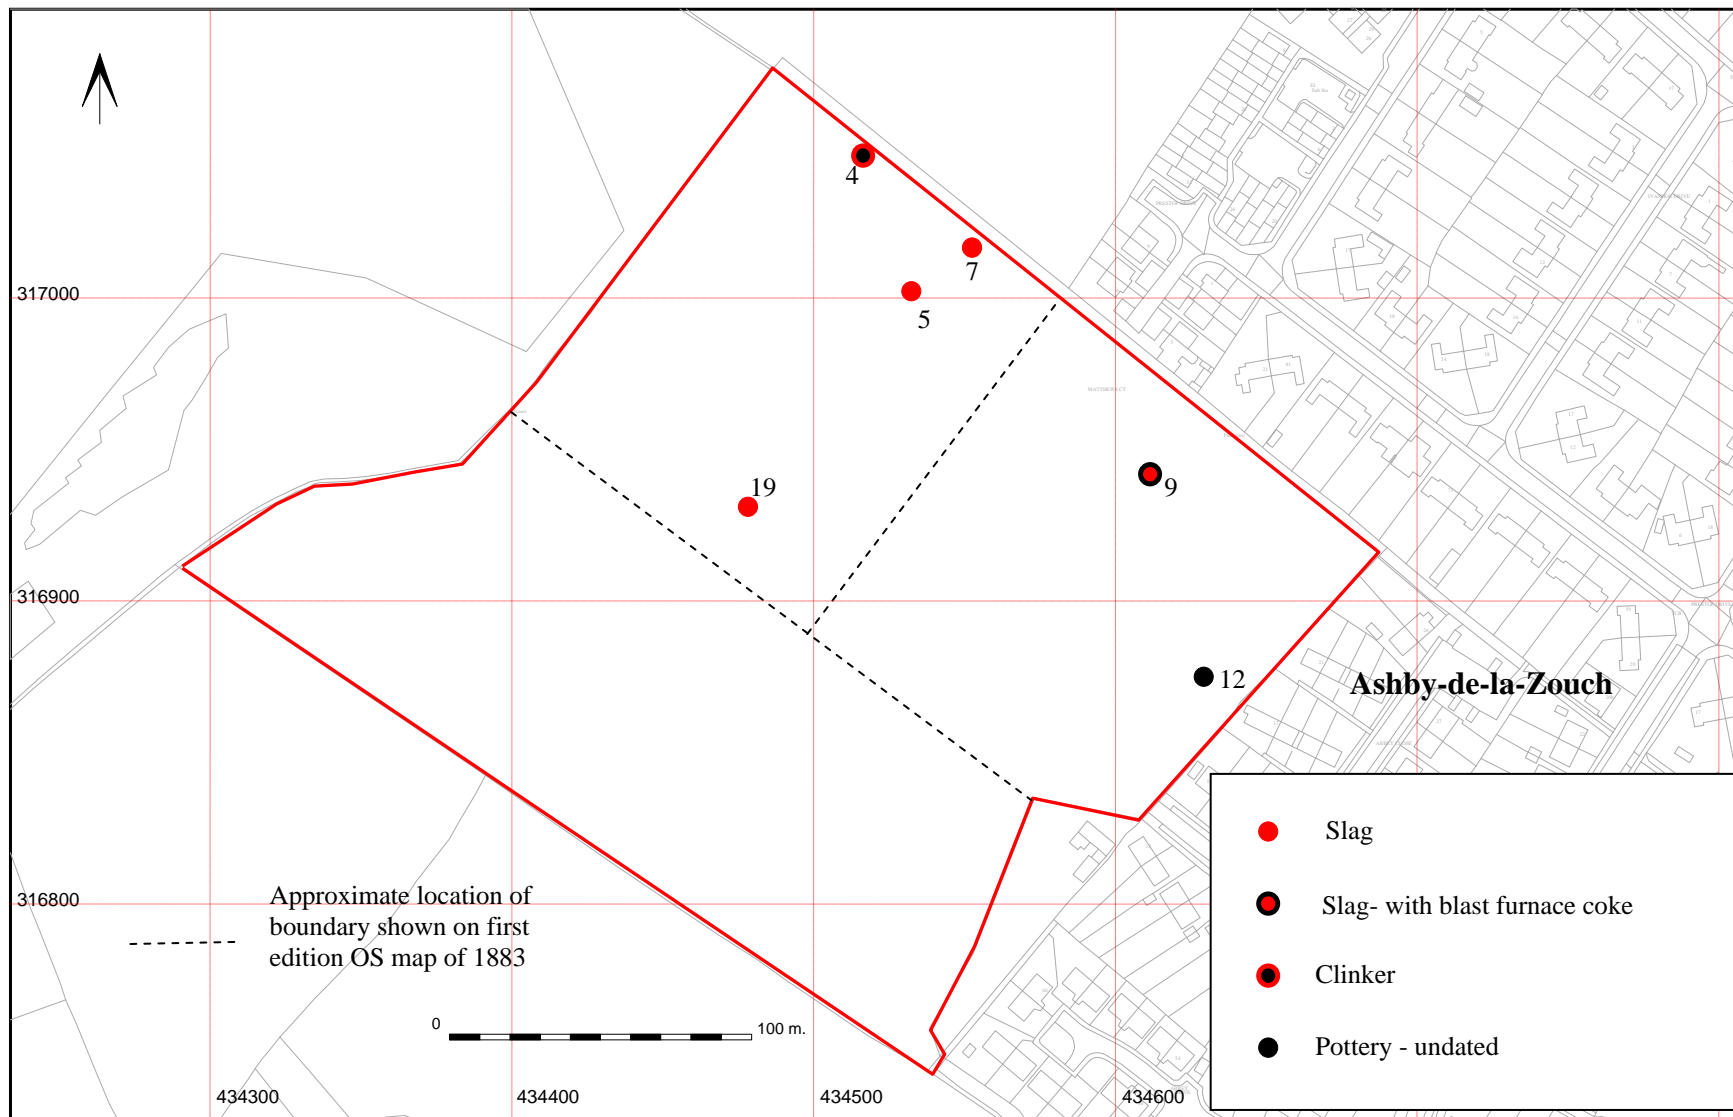 4
7
5
317000
19
9
316900
12
Ashby-de-la-Zouch
Slag
Slag- with blast furnace coke
Clinker
Pottery - undated
316800
Approximate location of
boundary shown on first
edition OS map of 1883
0
100 m.
434300
434400
434500
434600
MATTHEWS CT